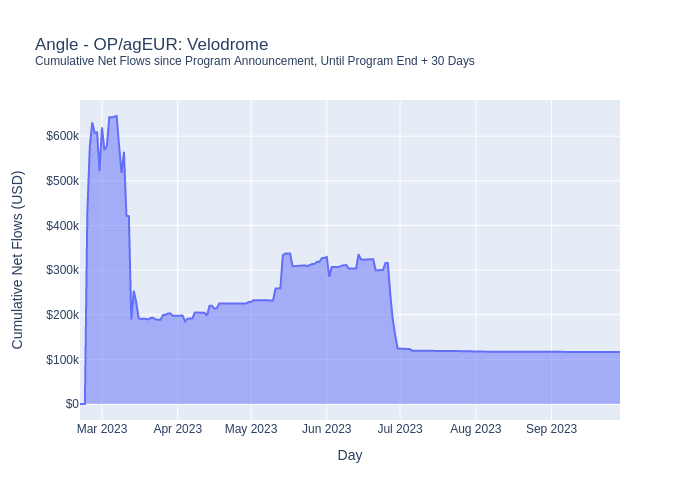 Angle - OP/agEUR: Velodrome
Cumulative Net Flows since Program Announcement, Until Program End + 30 Days
Cumulative Net Flows (USD)
$600k
$500k
$400k
$300k
$200k
$100k
$0
Mar 2023 Apr 2023 May 2023 Jun 2023 Jul 2023 Aug 2023 Sep 2023
Day